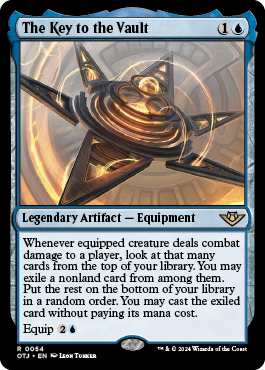 The Key to the Vault 1
Legendary Artifact — Equipment
Whenever equipped creature deals combat
damage to a player, look at that many
cards from the top of your library. You may
exile a nonland card from among them.
Put the rest on the bottom of your library
in a random order. You may cast the exiled
card without paying its mana cost.
Equip 2
R 0054
OTJ • EN Leon Tukker
™ & © 2024 Wizards of the Coast